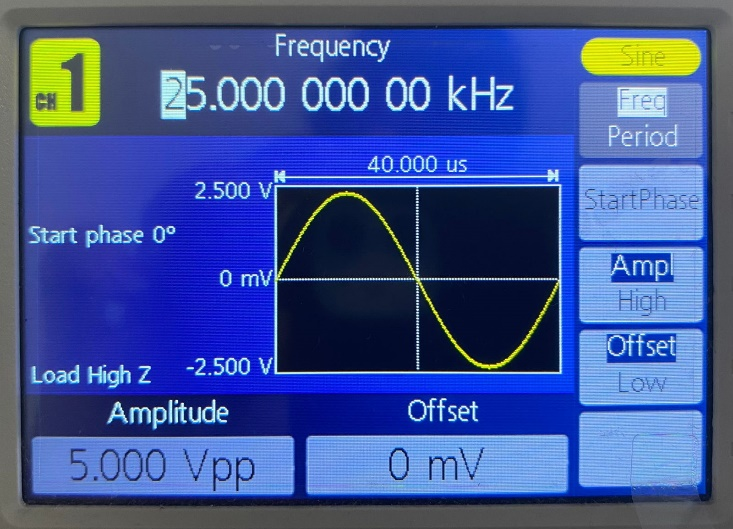 CH 1
Frequency
25.000 000 00 kHz
Sine
Freq
Period
StartPhase
Ampl
High
Offset
Low
40.000 us
2.500 V
Start phase 0°
0 mV
Load High Z
-2.500 V
Amplitude
Offset
5.000 Vpp
0 mV